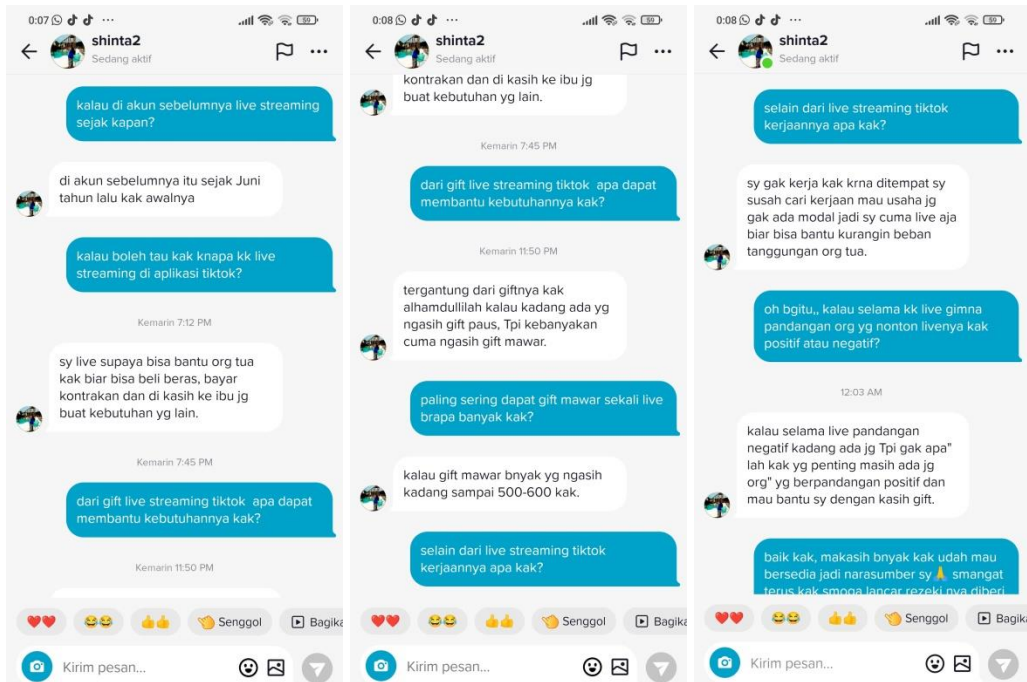 0:07
59
shinta2
Sedang aktif
kalau di akun sebelumnya live streaming
sejak kapan?
di akun sebelumnya itu sejak Juni
tahun lalu kak awalnya
kalau boleh tau kak knapa kk live
streaming di aplikasi tiktok?
Kemarin 7:12 PM
sy live supaya bisa bantu org tua
kak biar bisa beli beras, bayar
kontrakan dan di kasih ke ibu jg
buat kebutuhan yg lain.
Kemarin 7:45 PM
dari gift live streaming tiktok apa dapat
membantu kebutuhannya kak?
Kemarin 11:50 PM
Senggol
Bagika
Kirim pesan...
0:08
59
shinta2
Sedang aktif
kontrakan dan di kasih ke ibu jg
buat kebutuhan yg lain.
Kemarin 7:45 PM
dari gift live streaming tiktok apa dapat
membantu kebutuhannya kak?
Kemarin 11:50 PM
tergantung dari giftnya kak
alhamdullilah kalau kadang ada yg
ngasih gift paus, Tpi kebanyakan
cuma ngasih gift mawar.
paling sering dapat gift mawar sekali live
brapa banyak kak?
kalau gift mawar bnyak yg ngasih
kadang sampai 500-600 kak.
selain dari live streaming tiktok
kerjaannya apa kak?
Senggol
Bagika
Kirim pesan...
0:08
59
shinta2
Sedang aktif
selain dari live streaming tiktok
kerjaannya apa kak?
sy gak kerja kak krna ditempat sy
susah cari kerjaan mau usaha jg
gak ada modal jadi sy cuma live aja
biar bisa bantu kurangin beban
tanggungan org tua.
oh bgitu,, kalau selama kk live gimna
pandangan org yg nonton livenya kak
positif atau negatif?
12:03 AM
kalau selama live pandangan
negatif kadang ada jg Tpi gak apa"
lah kak yg penting masih ada jg
org" yg berpandangan positif dan
mau bantu sy dengan kasih gift.
baik kak, makasih bnyak kak udah mau
bersedia jadi narasumber sy🙏 smangat
terus kak smoga lancar rezeki nya diberi
Senggol
Bagika
Kirim pesan...